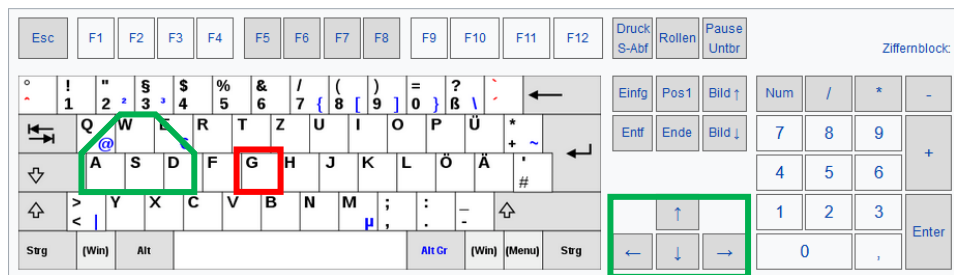 Esc F1 F2 F3 F4 F5 F6 F7 F8 F9 F10 F11 F12 Druck S-Abf Rollen Pause Untbr Ziffernblock:
° ! " § $ % & / ( ) = ? `
^ 1 2 ² 3 ³ 4 5 6 7 { 8 [ 9 ] 0 } ß \ ´ ← Einfg Pos1 Bild ↑ Num / * -
Q @ W E € R T Z U I O P Ü * + ~ Entf Ende Bild ↓ 7 8 9 +
A S D F G H J K L Ö Ä ' # 4 5 6
> < | Y X C V B N M µ ; , : . _ - ↑ 1 2 3 Enter
Strg (Win) Alt Alt Gr (Win) (Menu) Strg ← ↓ → 0 ,